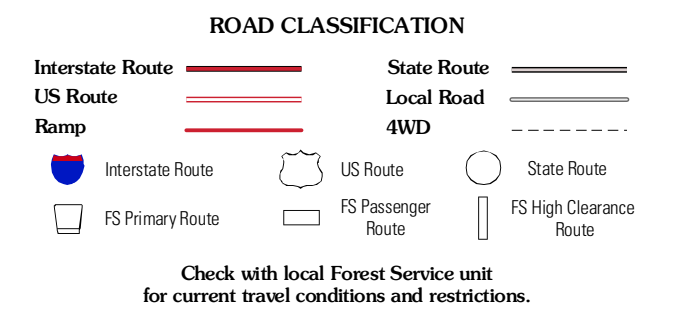 ROAD CLASSIFICATION
Interstate Route
State Route
US Route
Local Road
Ramp
4WD
Interstate Route
US Route
State Route
FS Primary Route
FS Passenger
Route
FS High Clearance
Route
Check with local Forest Service unit
for current travel conditions and restrictions.